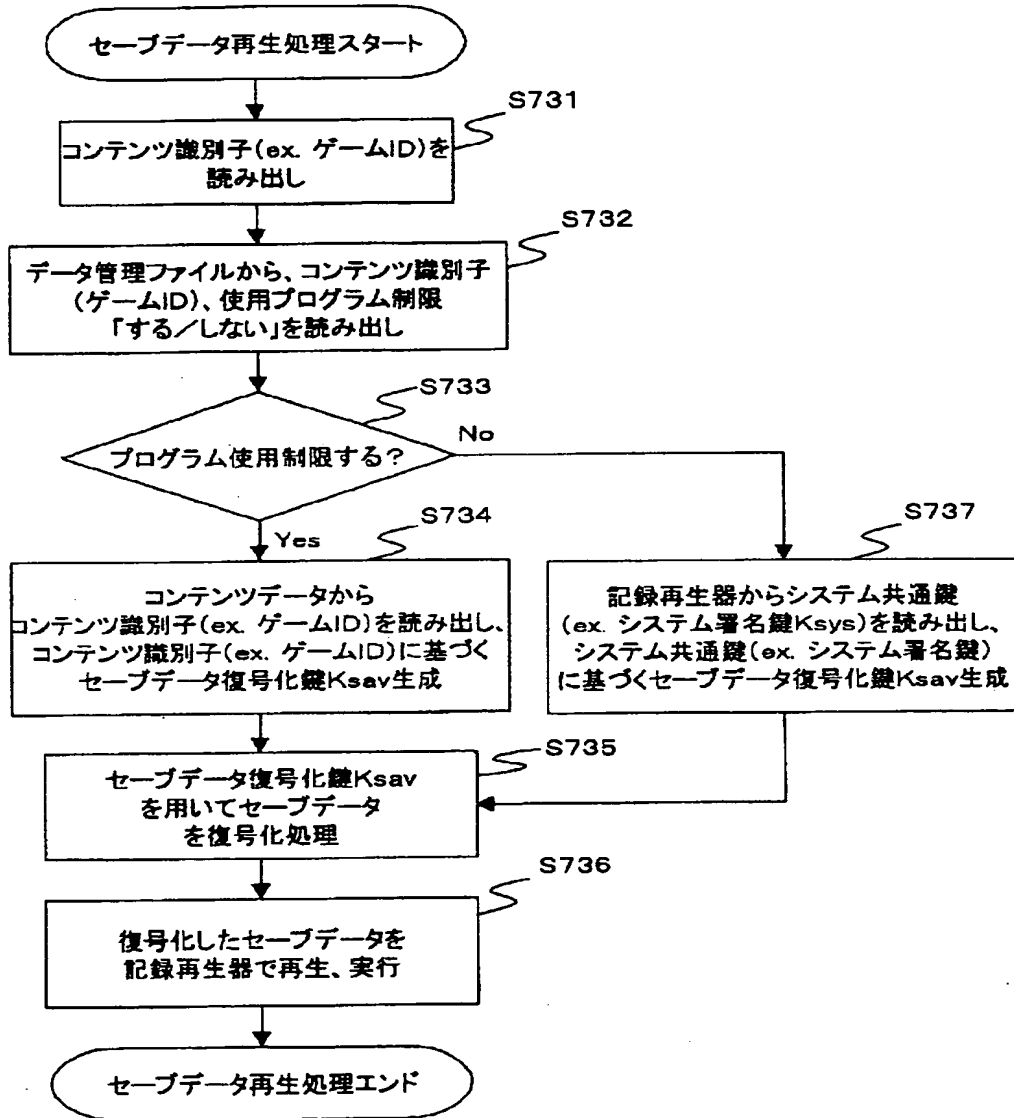 セーブデータ再生処理スタート
S731
コンテンツ識別子(ex. ゲームID)を
読み出し
S732
データ管理ファイルから、コンテンツ識別子
(ゲームID)、使用プログラム制限
「する/しない」を読み出し
S733
プログラム使用制限する?
No
Yes
S734
コンテンツデータから
コンテンツ識別子(ex. ゲームID)を読み出し、
コンテンツ識別子(ex. ゲームID)に基づく
セーブデータ復号化鍵Ksav生成
S737
記録再生器からシステム共通鍵
(ex. システム署名鍵Ksys)を読み出し、
システム共通鍵(ex. システム署名鍵)
に基づくセーブデータ復号化鍵Ksav生成
S735
セーブデータ復号化鍵Ksav
を用いてセーブデータ
を復号化処理
S736
復号化したセーブデータを
記録再生器で再生、実行
セーブデータ再生処理エンド